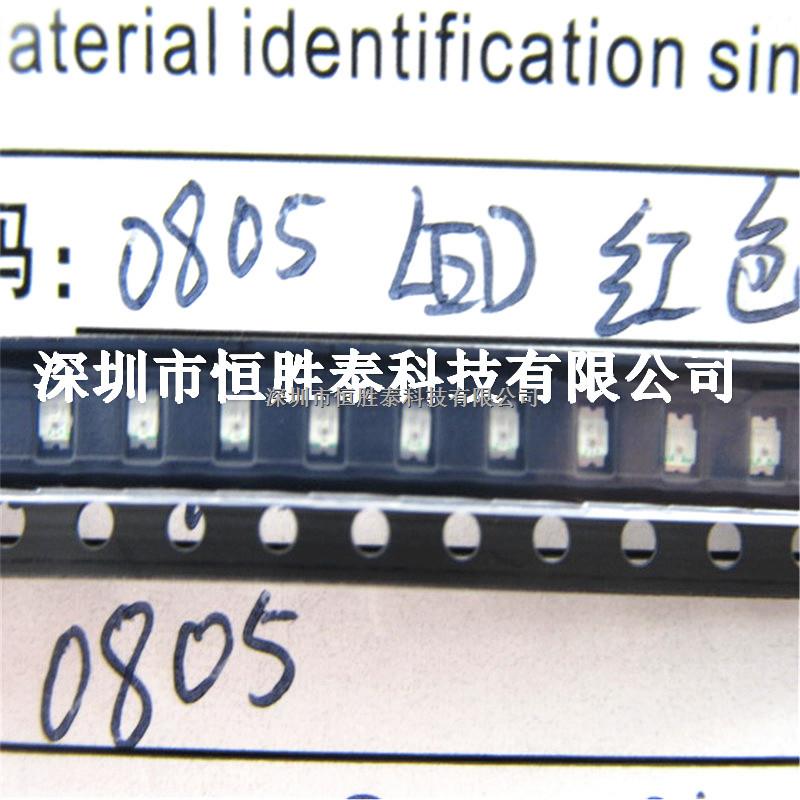 aterial identification sin
码: 0805 LED 红色
深圳市恒胜泰科技有限公司
深圳市恒胜泰科技有限公司
0805